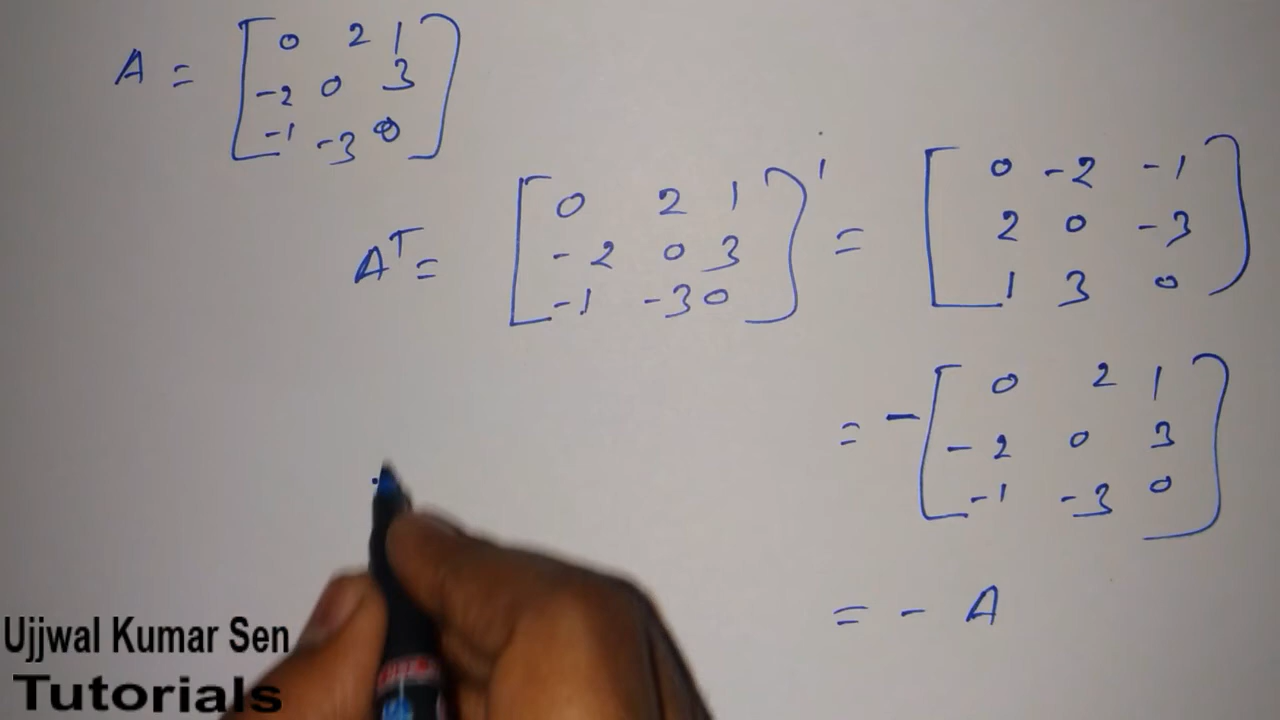 A = [0 2 1
-2 0 3
-1 -3 0]
A^T = [0 2 1
-2 0 3
-1 -3 0]' = [0 -2 -1
2 0 -3
1 3 0]
= -[0 2 1
-2 0 3
-1 -3 0]
= - A
Ujjwal Kumar Sen
Tutorials